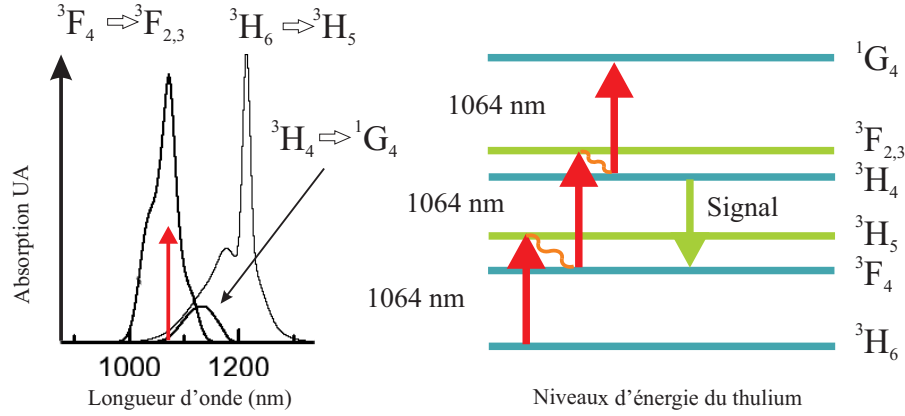 ³F₄ ⇨ ³F₂,₃
³H₆ ⇨ ³H₅
³H₄ ⇨ ¹G₄
Absorption UA
1000 1200
Longueur d’onde (nm)
¹G₄
1064 nm
³F₂,₃
³H₄
1064 nm
Signal
³H₅
³F₄
1064 nm
³H₆
Niveaux d’énergie du thulium